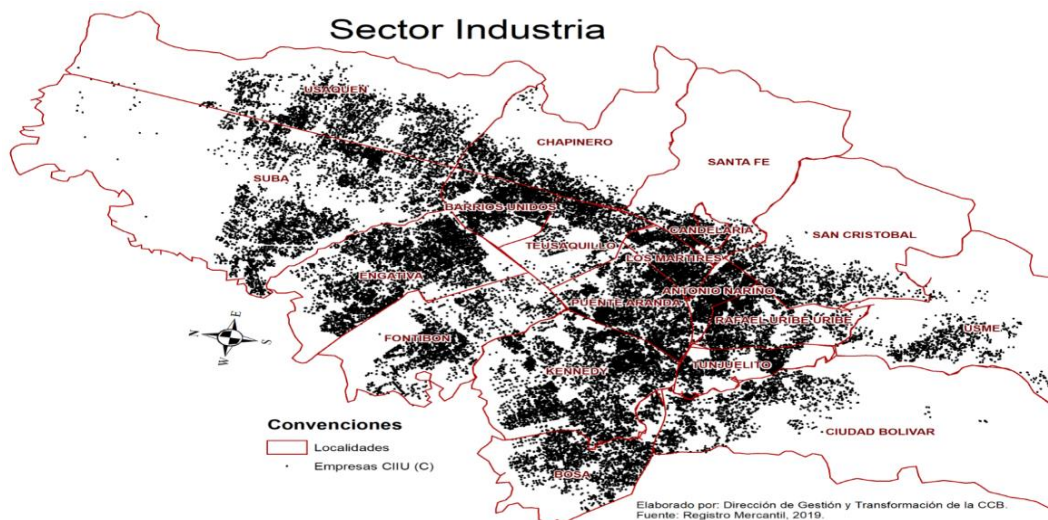 Sector Industria
USAQUEN
CHAPINERO
SANTA FE
SUBA
BARRIOS UNIDOS
CANDELARIA
SAN CRISTOBAL
TEUSAQUILLO
LOS MARTIRES
ENGATIVA
ANTONIO NARIÑO
PUENTE ARANDA
RAFAEL URIBE URIBE
USME
FONTIBON
TUNJUELITO
KENNEDY
N
E
W
S
Convenciones
Localidades
Empresas CIIU (C)
CIUDAD BOLIVAR
BOSA
Elaborado por: Dirección de Gestión y Transformación de la CCB.
Fuente: Registro Mercantil, 2019.